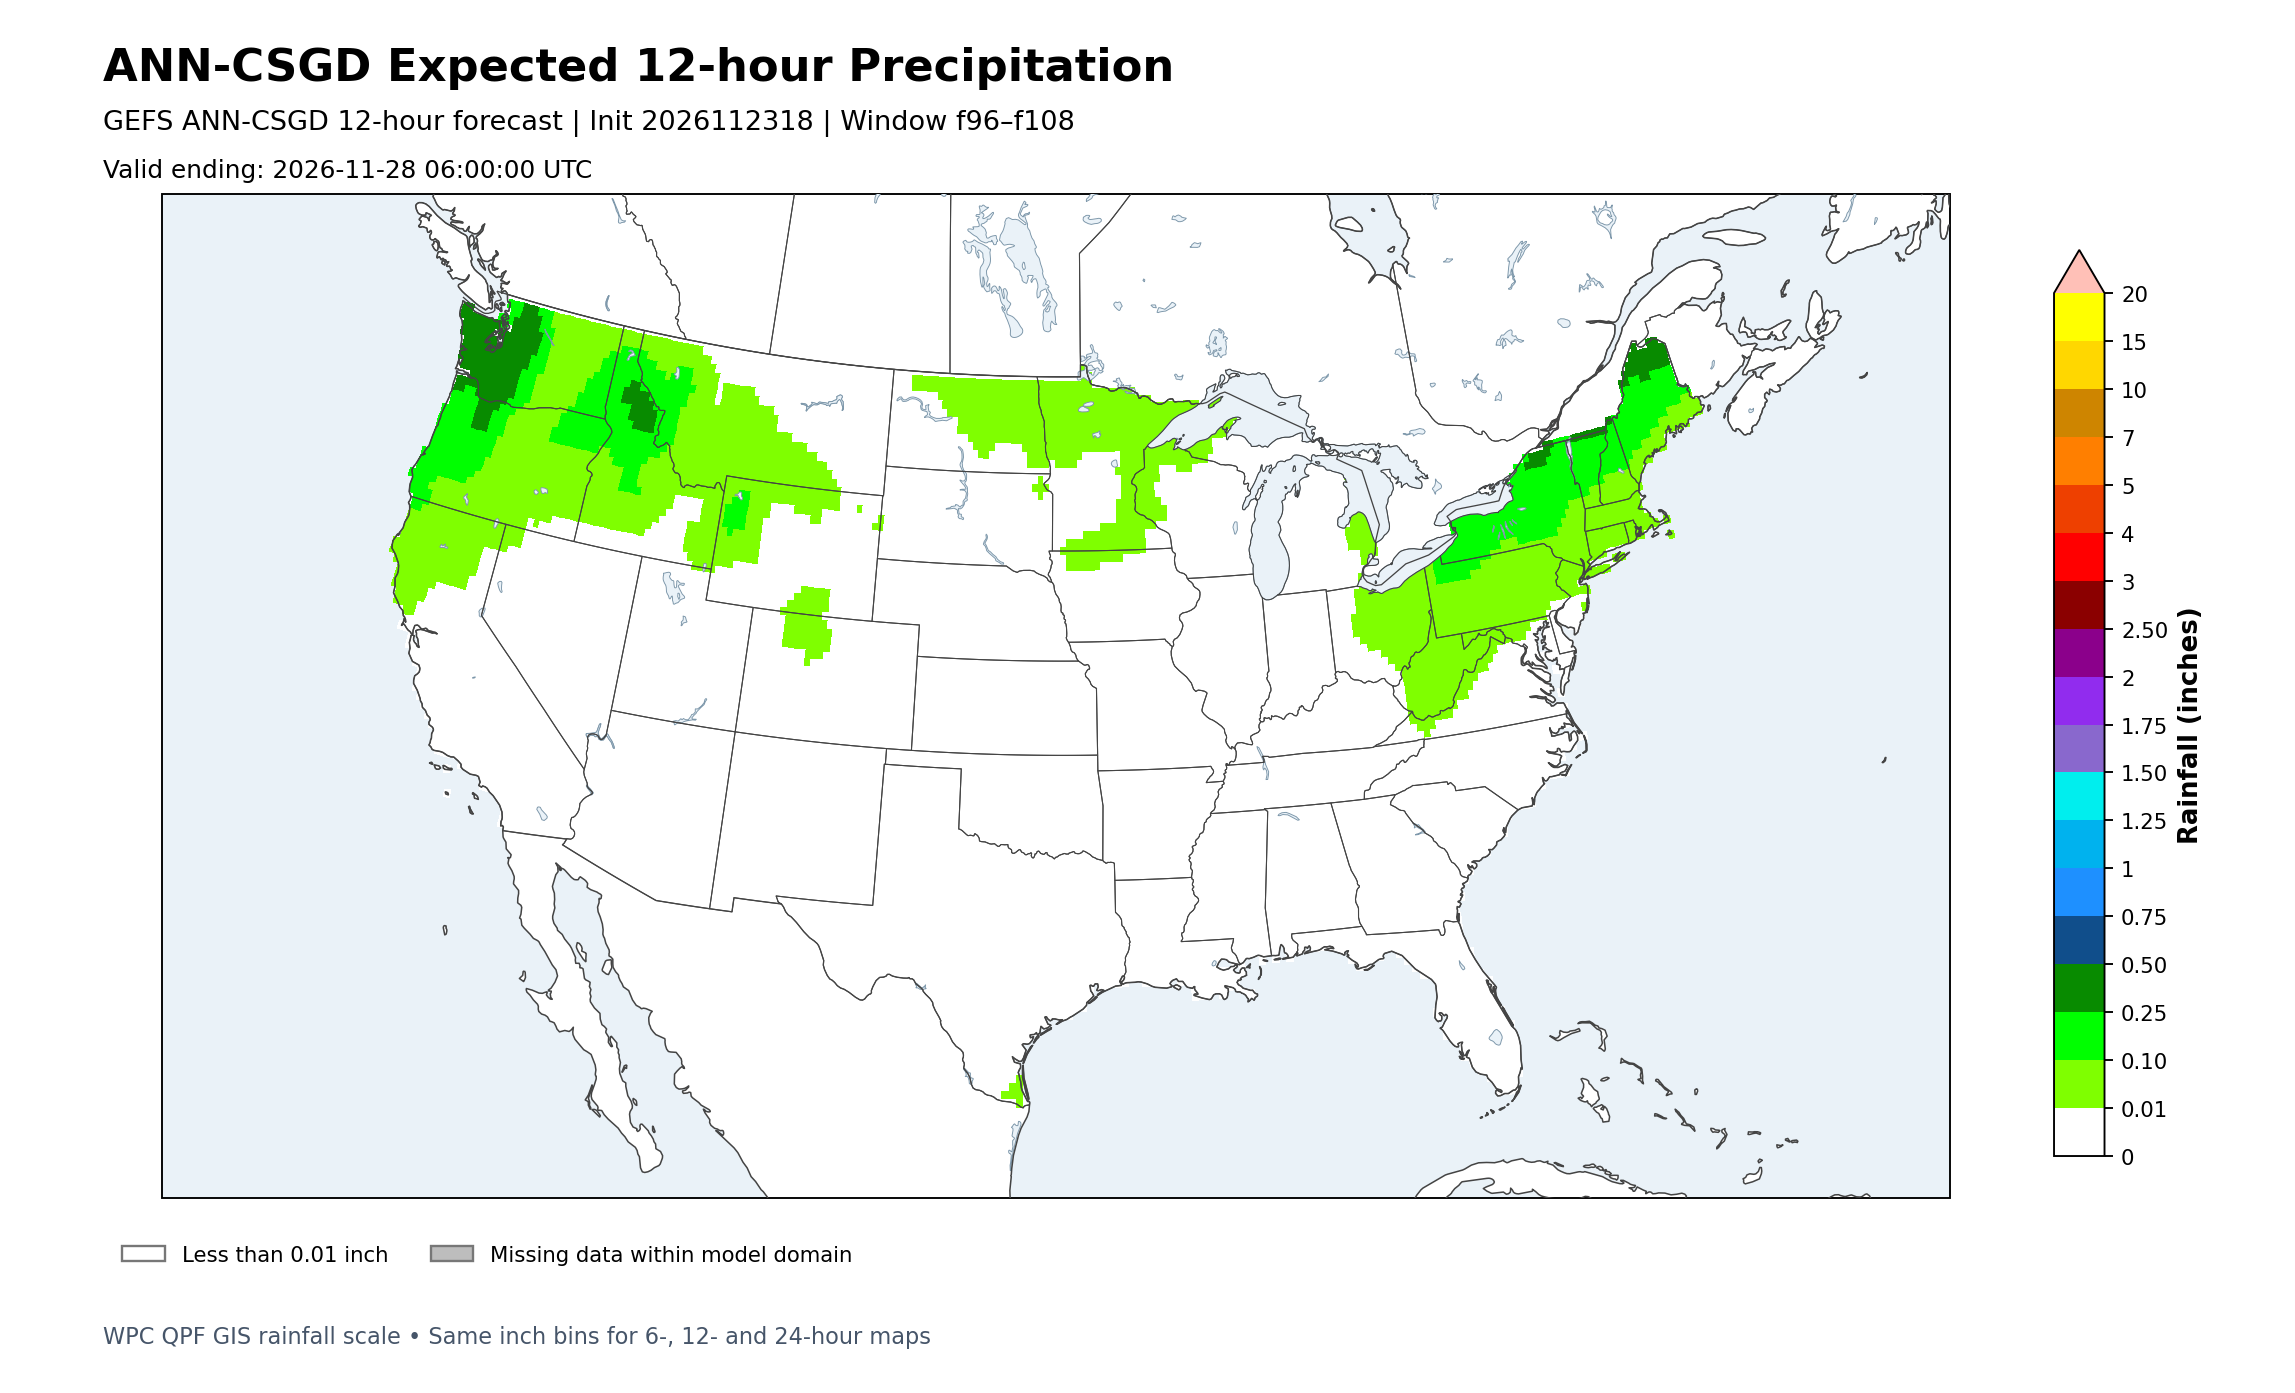 ANN-CSGD Expected 12-hour Precipitation
GEFS ANN-CSGD 12-hour forecast | Init 2026112318 | Window f96–f108
Valid ending: 2026-11-28 06:00:00 UTC
20
15
10
7
5
4
3
2.50
2
1.75
1.50
1.25
1
0.75
0.50
0.25
0.10
0.01
0
Rainfall (inches)
Less than 0.01 inch
Missing data within model domain
WPC QPF GIS rainfall scale • Same inch bins for 6-, 12- and 24-hour maps